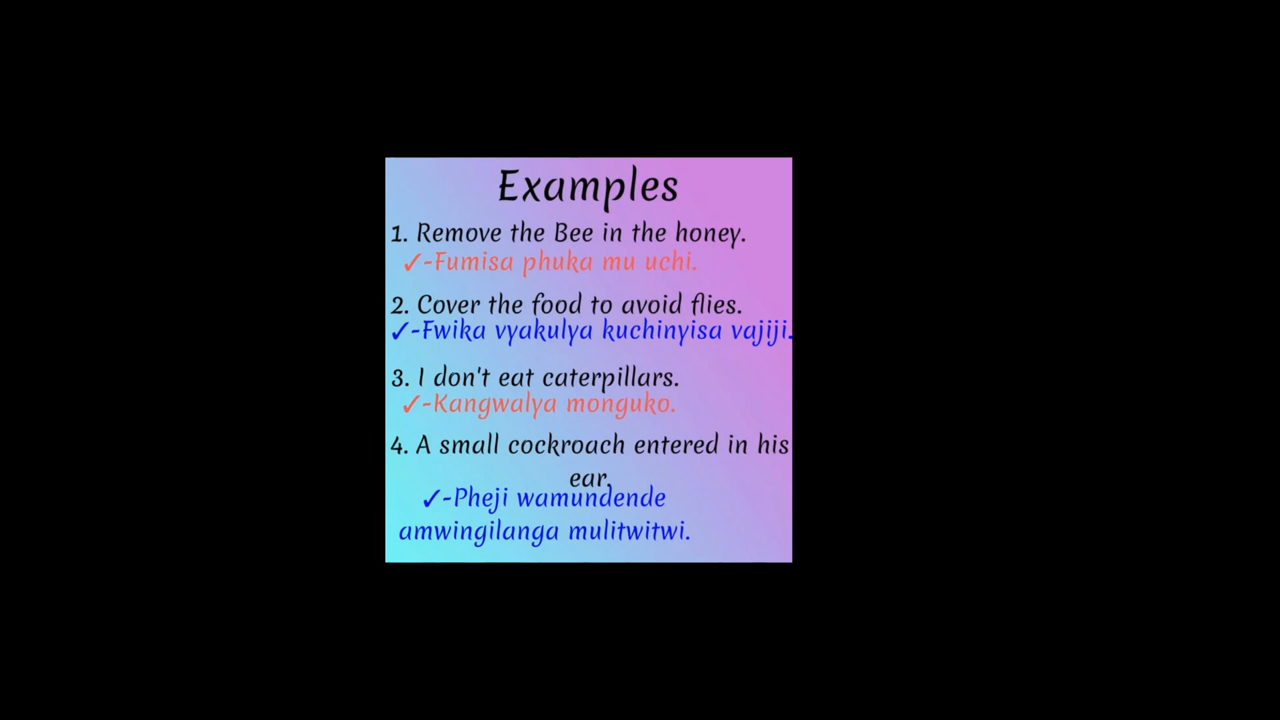 Examples
1. Remove the Bee in the honey.
✓-Fumisa phuka mu uchi.
2. Cover the food to avoid flies.
✓-Fwika vyakulya kuchinyisa vajiji.
3. I don't eat caterpillars.
✓-Kangwalya monguko.
4. A small cockroach entered in his
ear.
✓-Pheji wamundende
amwingilanga mulitwitwi.